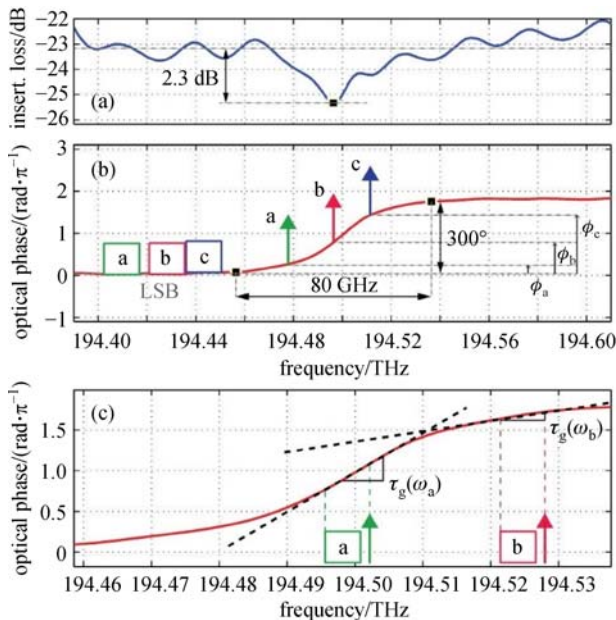 insert. loss/dB
−22
−23
−24
−25
−26
2.3 dB
(a)
optical phase/(rad·π⁻¹)
3
2
1
0
−1
(b)
a
b
c
a
b
c
LSB
300°
80 GHz
ϕc
ϕb
ϕa
194.40
194.44
194.48
194.52
194.56
194.60
frequency/THz
optical phase/(rad·π⁻¹)
1.5
1.0
0.5
0
(c)
τg(ωb)
τg(ωa)
a
b
194.46
194.47
194.48
194.49
194.50
194.51
194.52
194.53
frequency/THz